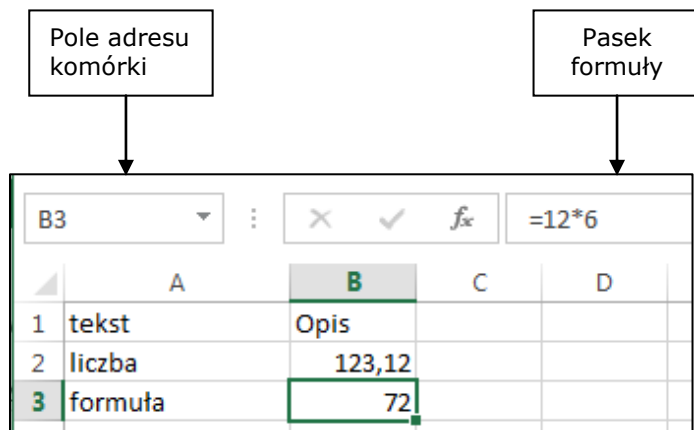 Pole adresu
komórki
Pasek
formuły
B3 fx =12*6
A B C D
1 tekst Opis
2 liczba 123,12
3 formuła 72